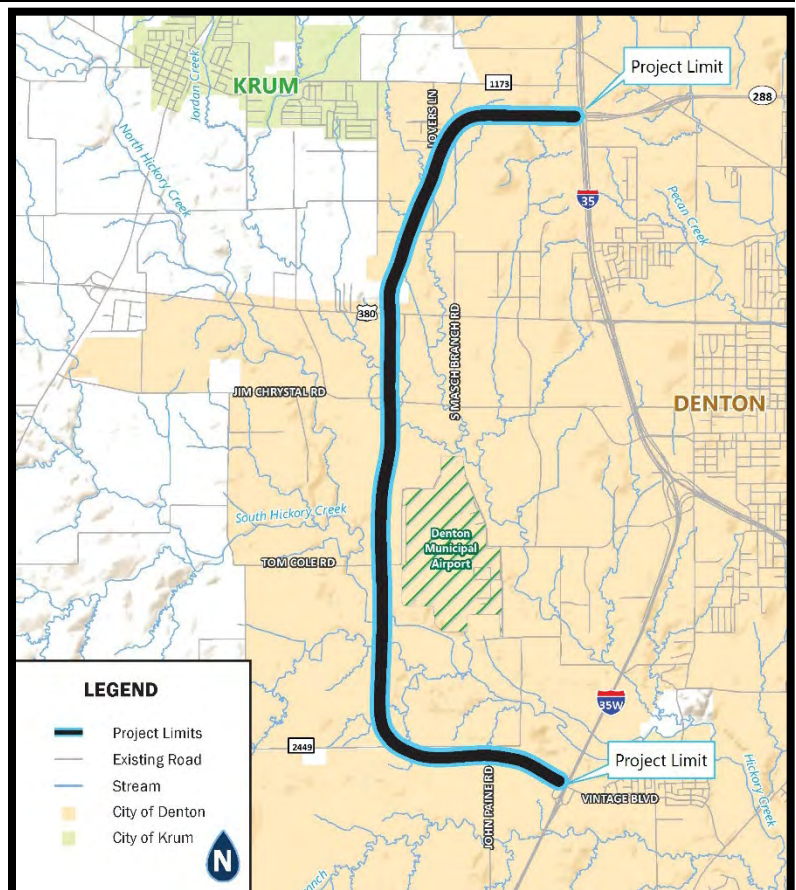 KRUM
Jordan Creek
North Hickory Creek
1173
LOVERS LN
Project Limit
288
35
Pecan Creek
380
S MASCH BRANCH RD
JIM CHRYSTAL RD
DENTON
South Hickory Creek
Denton
Municipal
Airport
TOM COLE RD
35W
2449
JOHN PAINE RD
Project Limit
VINTAGE BLVD
Hickory Creek
LEGEND
Project Limits
Existing Road
Stream
City of Denton
City of Krum
N